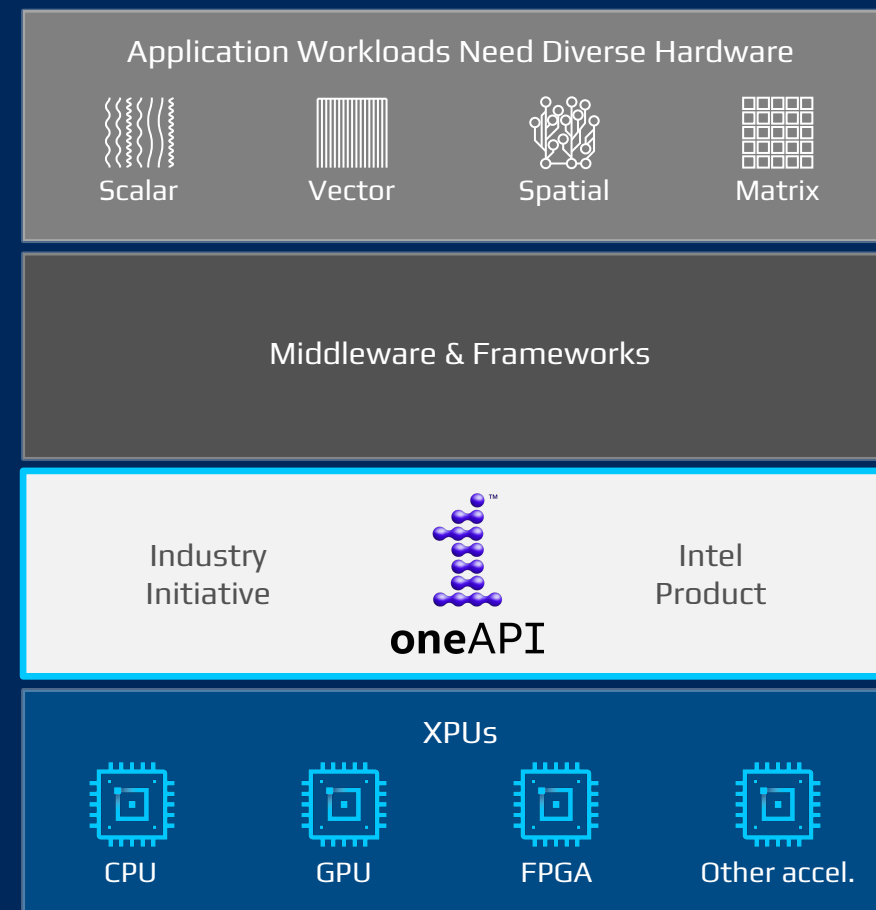 Application Workloads Need Diverse Hardware
Scalar
Vector
Spatial
Matrix
Middleware & Frameworks
Industry
Initiative
™
oneAPI
Intel
Product
XPUs
CPU
GPU
FPGA
Other accel.